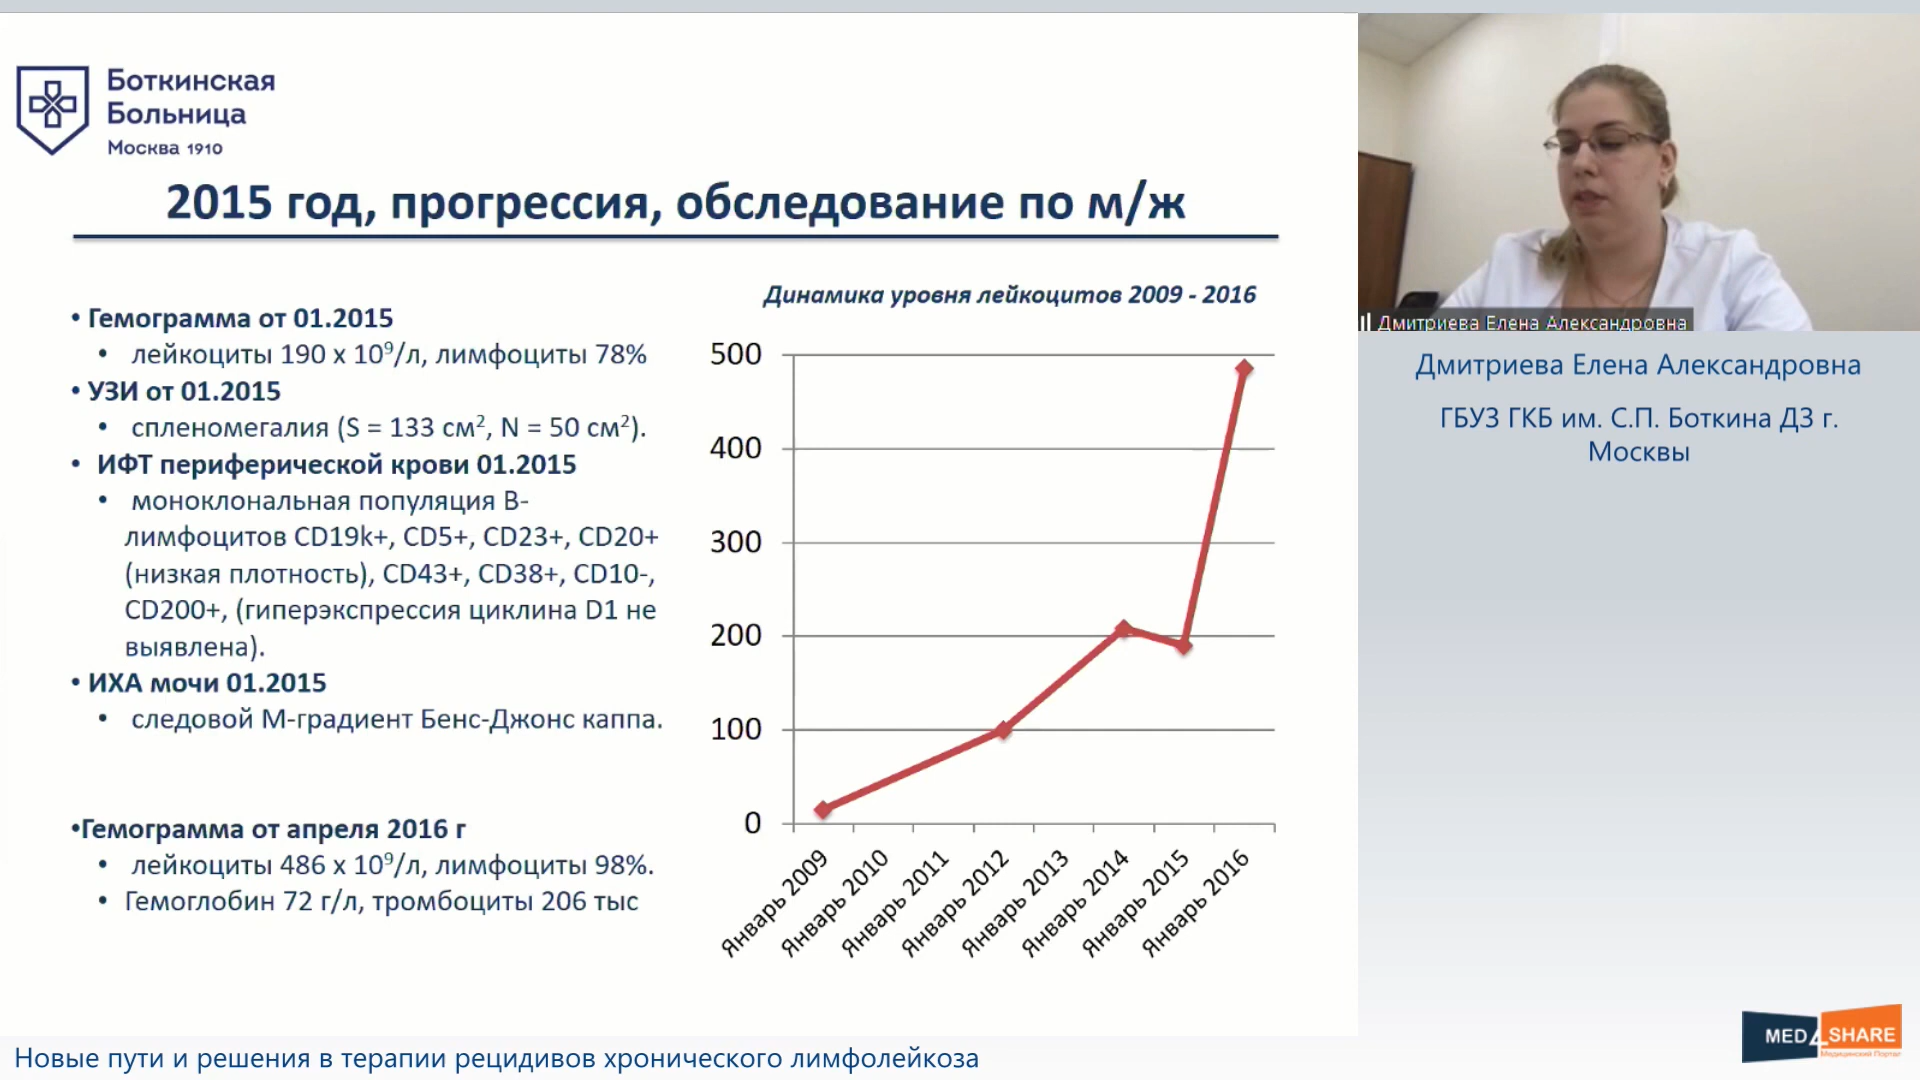 Боткинская
Больница
Москва 1910
2015 год, прогрессия, обследование по м/ж
• Гемограмма от 01.2015
• лейкоциты 190 х 10⁹/л, лимфоциты 78%
• УЗИ от 01.2015
• спленомегалия (S = 133 см², N = 50 см²).
• ИФТ периферической крови 01.2015
• моноклональная популяция В-
лимфоцитов CD19k+, CD5+, CD23+, CD20+
(низкая плотность), CD43+, CD38+, CD10-,
CD200+, (гиперэкспрессия циклина D1 не
выявлена).
• ИХА мочи 01.2015
• следовой М-градиент Бенс-Джонс каппа.
•Гемограмма от апреля 2016 г
• лейкоциты 486 х 10⁹/л, лимфоциты 98%.
• Гемоглобин 72 г/л, тромбоциты 206 тыс
Динамика уровня лейкоцитов 2009 - 2016
500
400
300
200
100
0
Январь 2009
Январь 2010
Январь 2011
Январь 2012
Январь 2013
Январь 2014
Январь 2015
Январь 2016
Дмитриева Елена Александровна
Дмитриева Елена Александровна
ГБУЗ ГКБ им. С.П. Боткина ДЗ г.
Москвы
MED4SHARE
Медицинский Портал
Новые пути и решения в терапии рецидивов хронического лимфолейкоза